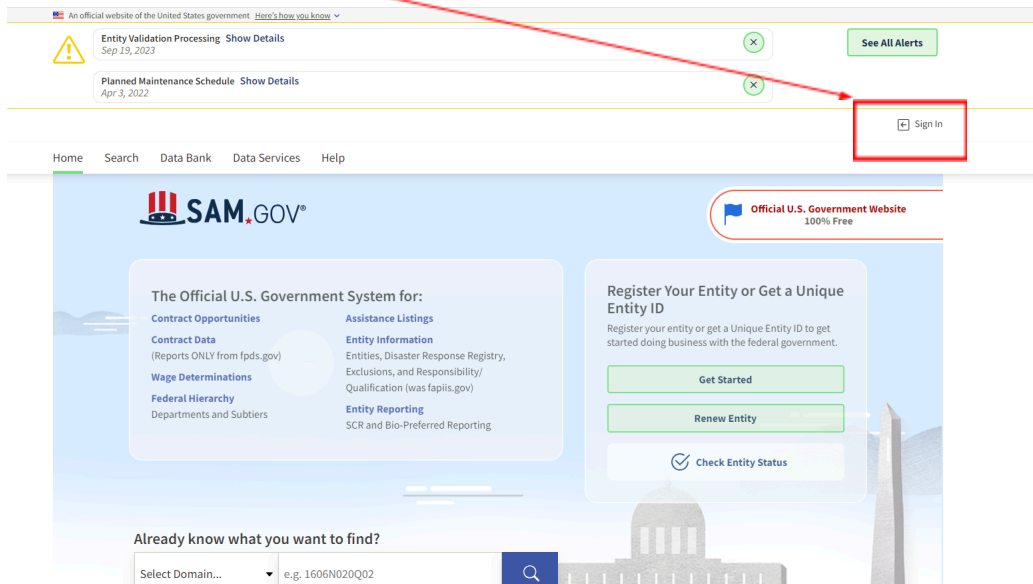 An official website of the United States government Here's how you know
Entity Validation Processing Show Details
Sep 19, 2023
See All Alerts
Planned Maintenance Schedule Show Details
Apr 3, 2022
Sign In
Home Search Data Bank Data Services Help
SAM.GOV®
Official U.S. Government Website
100% Free
The Official U.S. Government System for:
Contract Opportunities
Contract Data
(Reports ONLY from fpds.gov)
Wage Determinations
Federal Hierarchy
Departments and Subtiers
Assistance Listings
Entity Information
Entities, Disaster Response Registry,
Exclusions, and Responsibility/
Qualification (was fapiis.gov)
Entity Reporting
SCR and Bio-Preferred Reporting
Register Your Entity or Get a Unique
Entity ID
Register your entity or get a Unique Entity ID to get
started doing business with the federal government.
Get Started
Renew Entity
Check Entity Status
Already know what you want to find?
Select Domain... e.g. 1606N020Q02